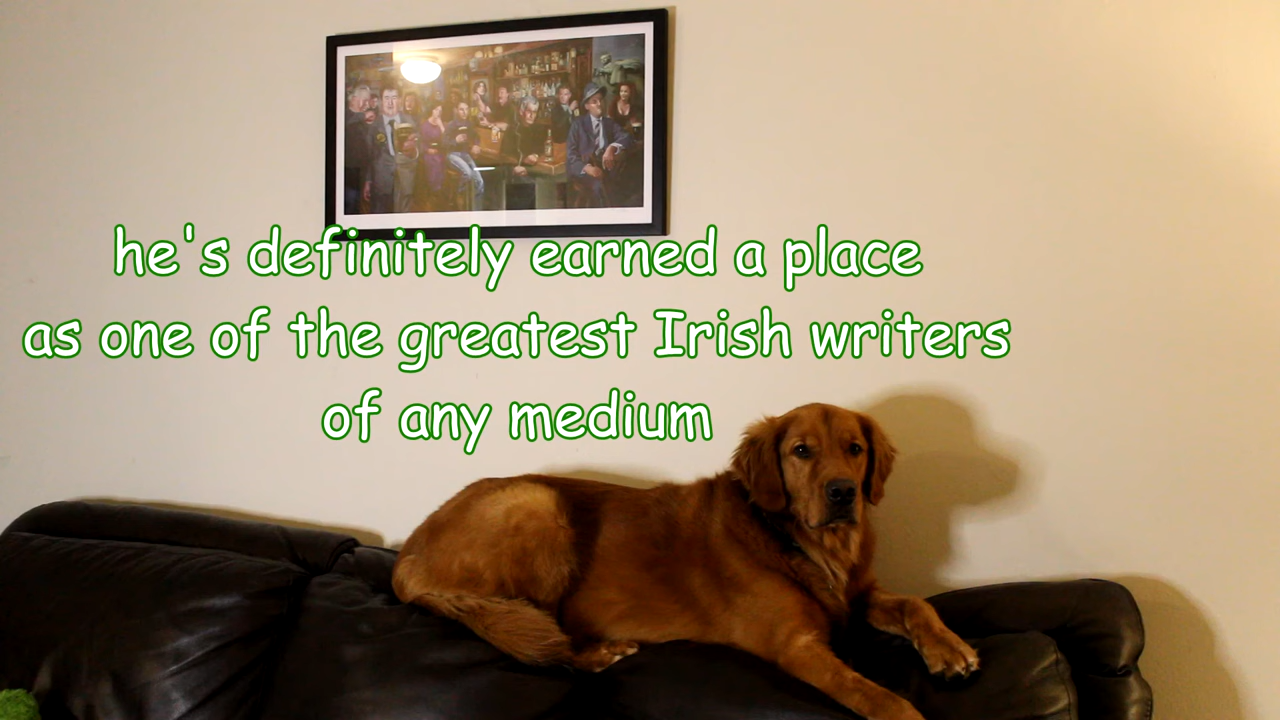 he's definitely earned a place
as one of the greatest Irish writers
of any medium